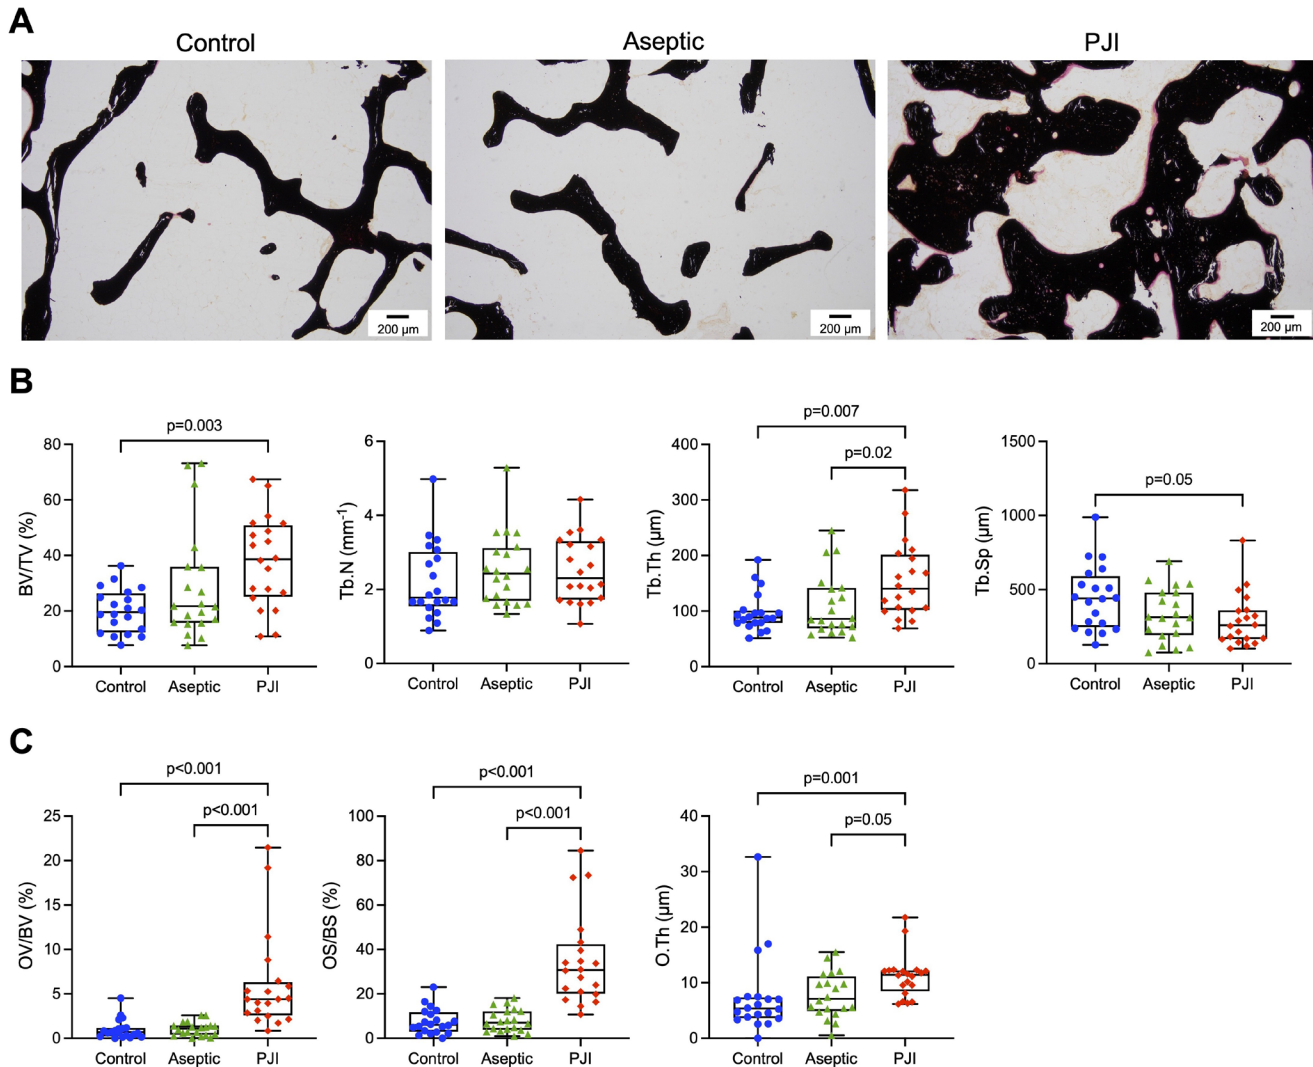 A
Control
Aseptic
PJI
200 µm
200 µm
200 µm
B
p=0.003
80
60
40
20
0
BV/TV (%)
Control
Aseptic
PJI
6
4
2
0
Tb.N (mm⁻¹)
Control
Aseptic
PJI
p=0.007
p=0.02
400
300
200
100
0
Tb.Th (µm)
Control
Aseptic
PJI
p=0.05
1500
1000
500
0
Tb.Sp (µm)
Control
Aseptic
PJI
C
p<0.001
p<0.001
25
20
15
10
5
0
OV/BV (%)
Control
Aseptic
PJI
p<0.001
p<0.001
100
80
60
40
20
0
OS/BS (%)
Control
Aseptic
PJI
p=0.001
p=0.05
40
30
20
10
0
O.Th (µm)
Control
Aseptic
PJI